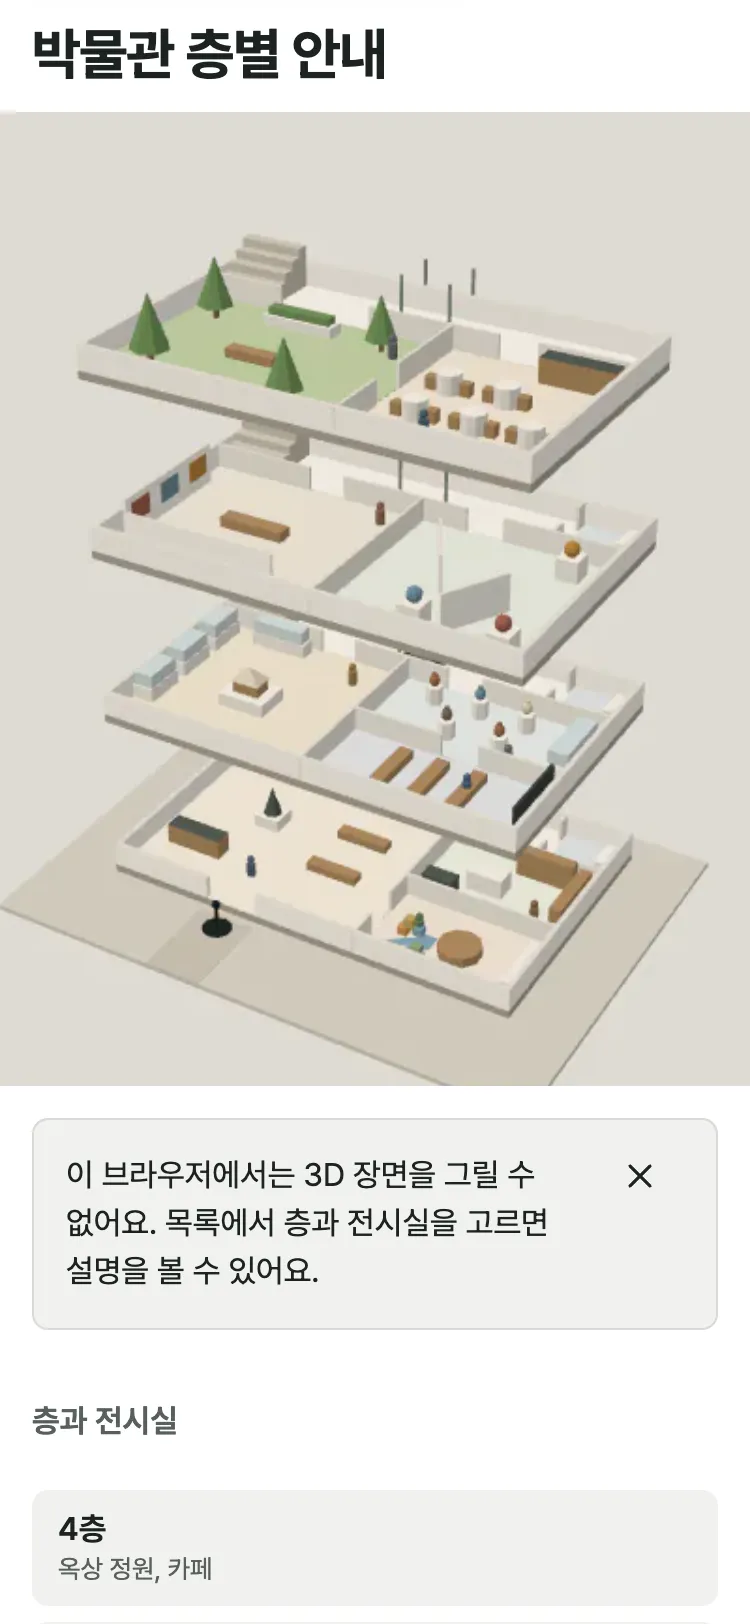 박물관 층별 안내
이 브라우저에서는 3D 장면을 그릴 수
없어요. 목록에서 층과 전시실을 고르면
설명을 볼 수 있어요.
층과 전시실
4층
옥상 정원, 카페